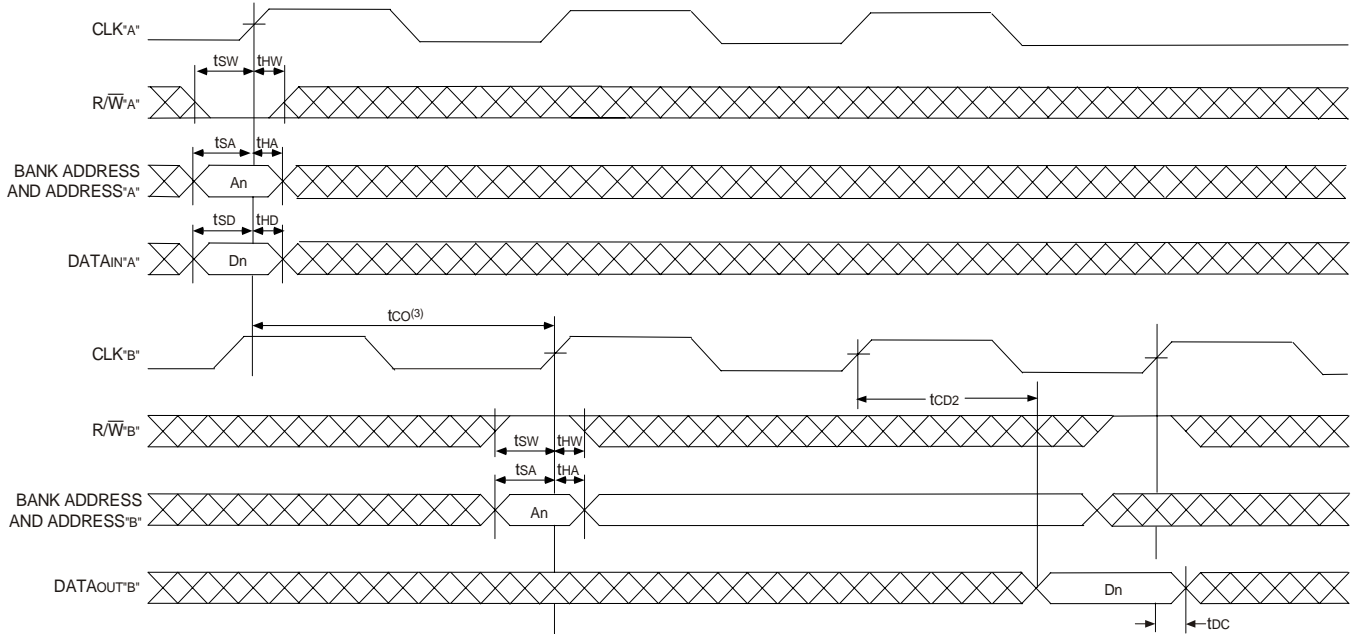 CLK"A"
tSW tHW
R/W̅"A"
tSA tHA
BANK ADDRESS
AND ADDRESS"A"
An
tSD tHD
DATAIN"A"
Dn
tCO(3)
CLK"B"
tCD2
R/W̅"B"
tSW tHW
tSA tHA
BANK ADDRESS
AND ADDRESS"B"
An
DATAOUT"B"
Dn
tDC